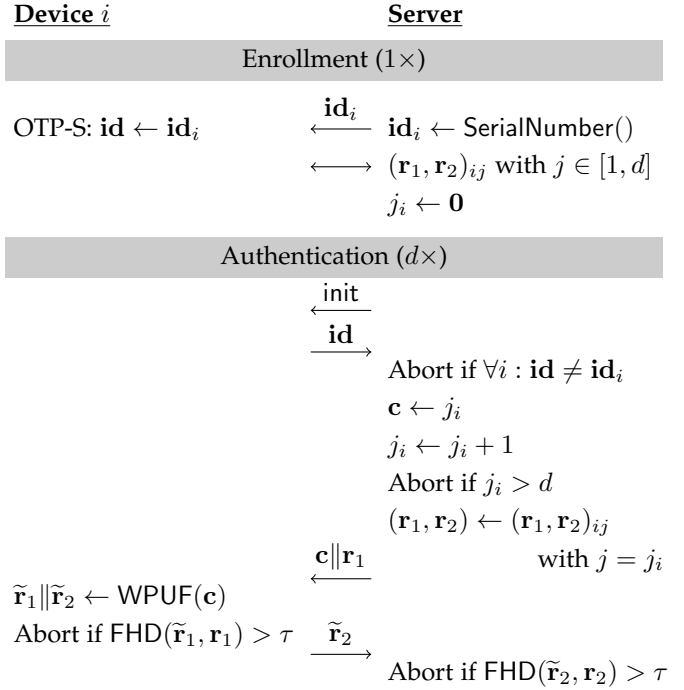 Device i Server
Enrollment (1×)
OTP-S: id ← id_i ←id_i id_i ← SerialNumber()
⟷ (r_1, r_2)_{ij} with j ∈ [1, d]
j_i ← 0
Authentication (d×)
←init
id→
Abort if ∀i : id ≠ id_i
c ← j_i
j_i ← j_i + 1
Abort if j_i > d
(r_1, r_2) ← (r_1, r_2)_{ij}
←c‖r_1 with j = j_i
r̃_1‖r̃_2 ← WPUF(c)
Abort if FHD(r̃_1, r_1) > τ r̃_2→
Abort if FHD(r̃_2, r_2) > τ